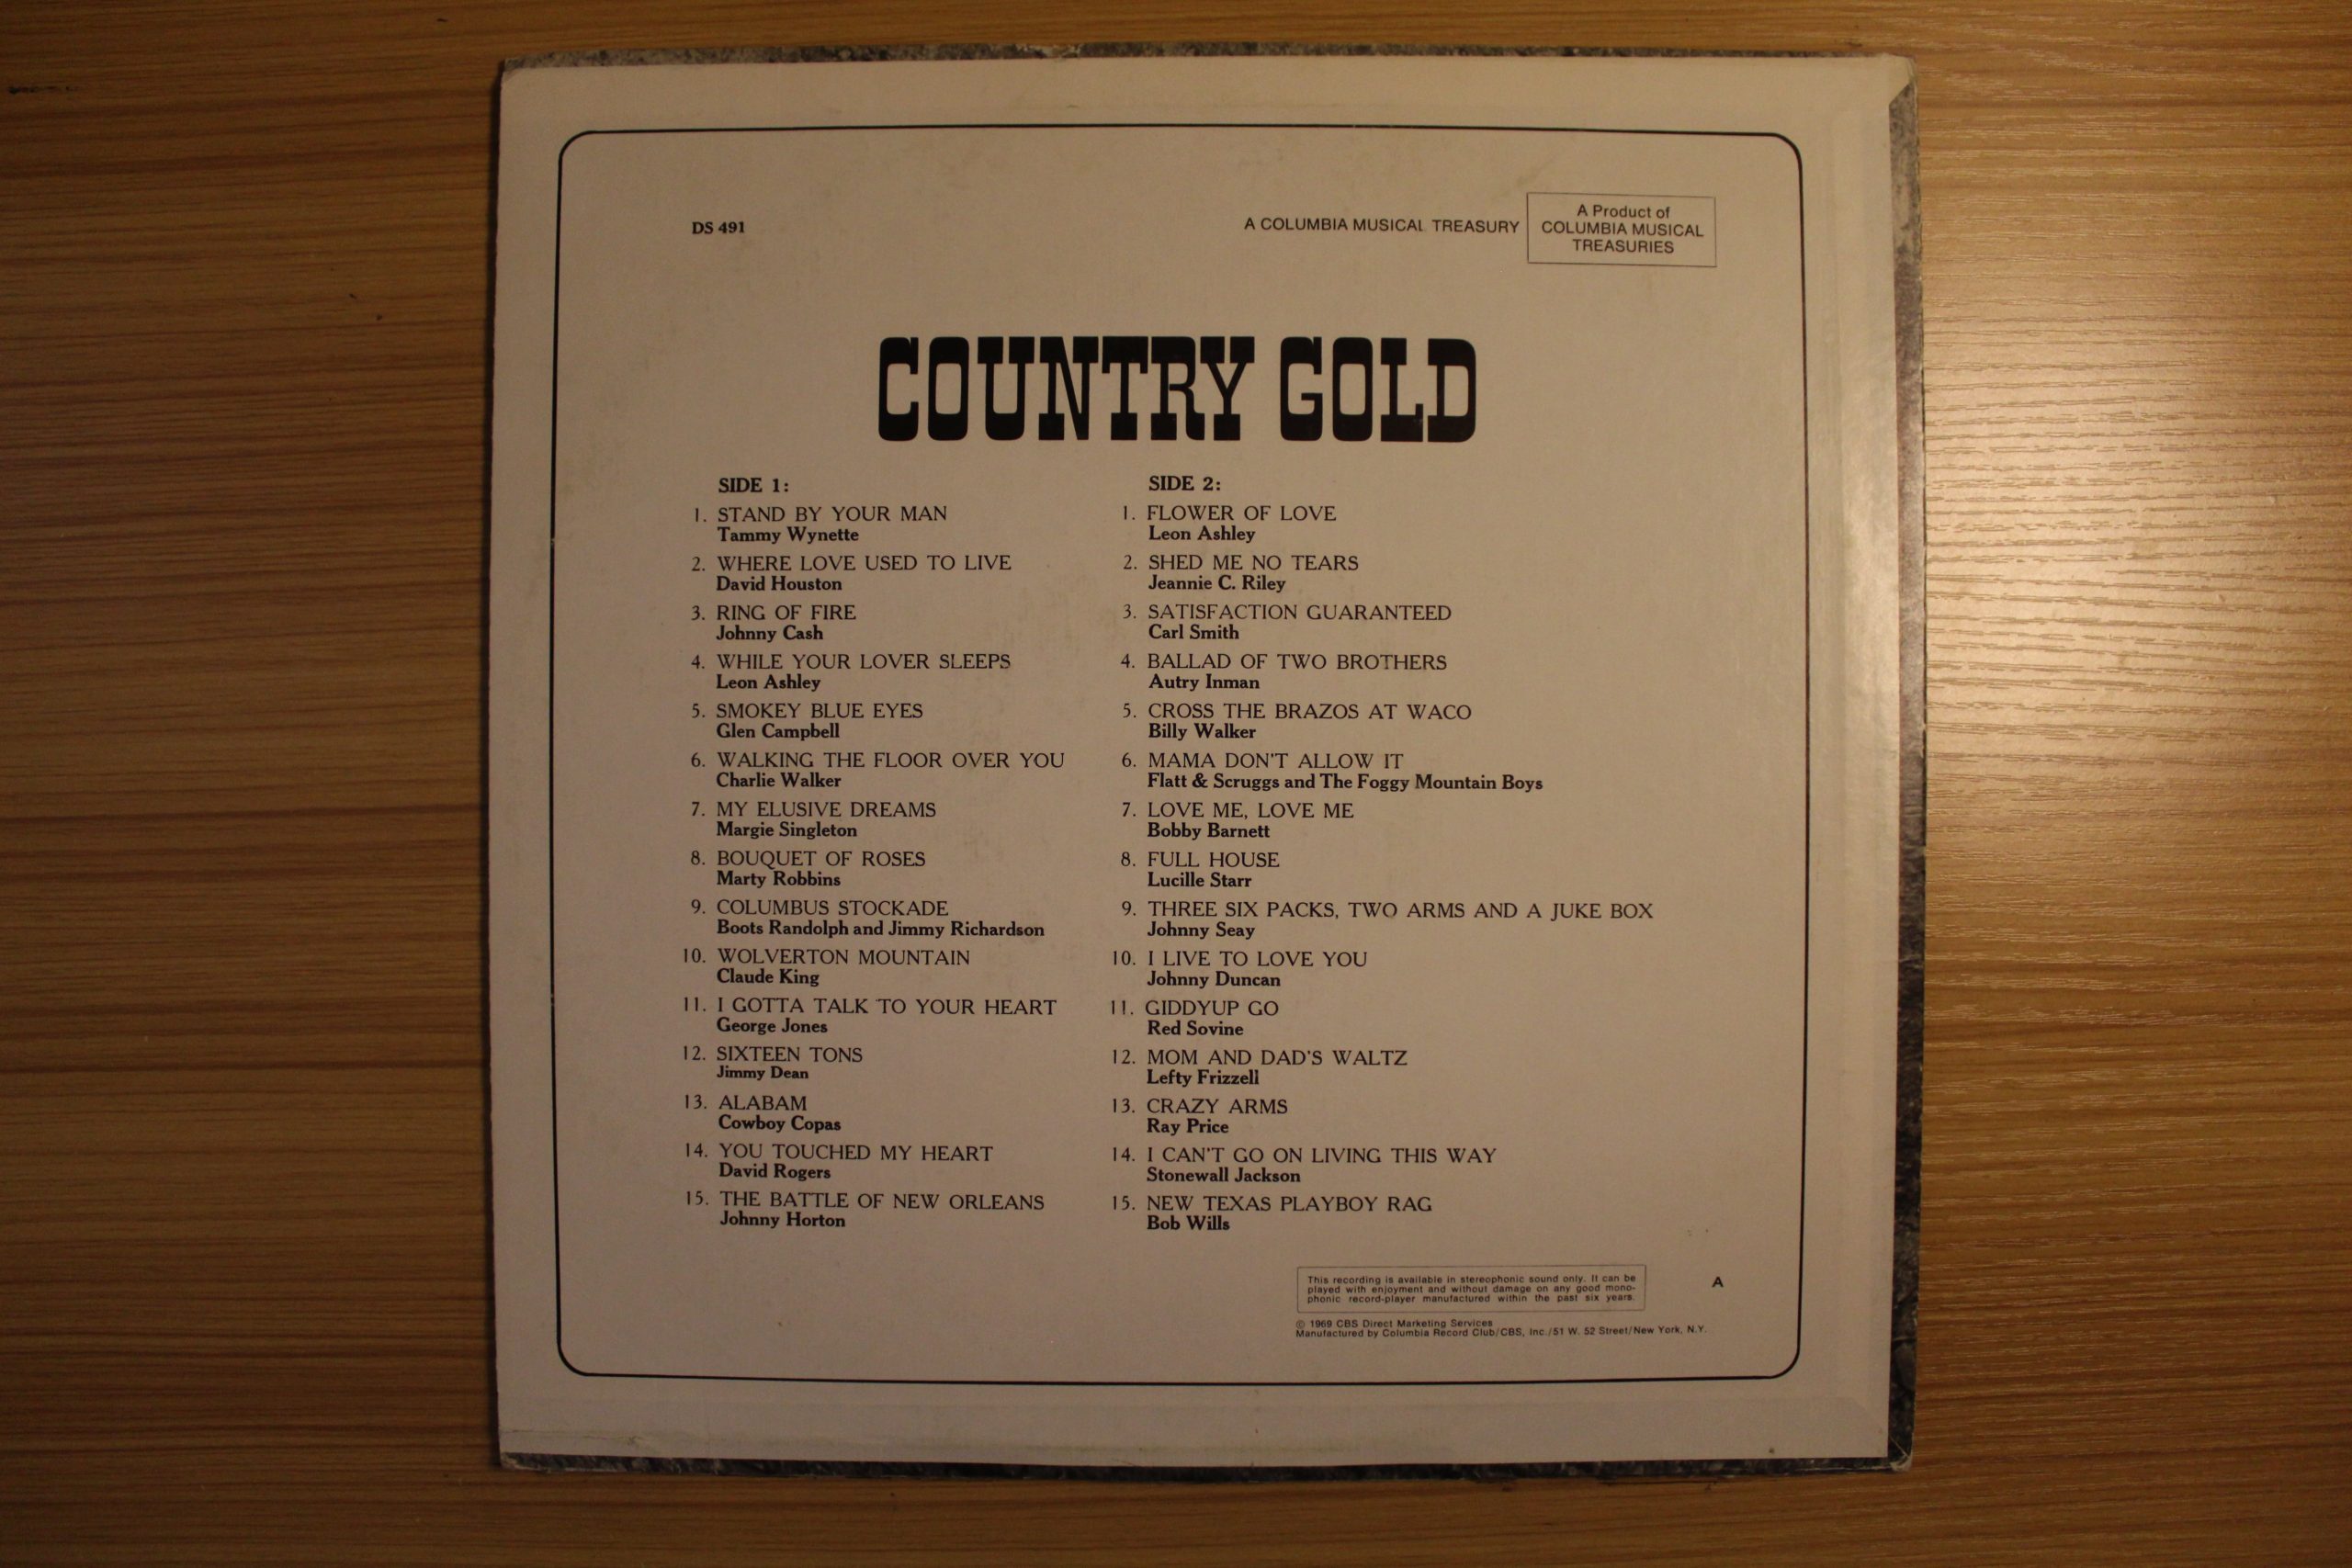 DS 491
A COLUMBIA MUSICAL TREASURY
A Product of
COLUMBIA MUSICAL
TREASURIES
COUNTRY GOLD
SIDE 1:
1. STAND BY YOUR MAN
Tammy Wynette
2. WHERE LOVE USED TO LIVE
David Houston
3. RING OF FIRE
Johnny Cash
4. WHILE YOUR LOVER SLEEPS
Leon Ashley
5. SMOKEY BLUE EYES
Glen Campbell
6. WALKING THE FLOOR OVER YOU
Charlie Walker
7. MY ELUSIVE DREAMS
Margie Singleton
8. BOUQUET OF ROSES
Marty Robbins
9. COLUMBUS STOCKADE
Boots Randolph and Jimmy Richardson
10. WOLVERTON MOUNTAIN
Claude King
11. I GOTTA TALK TO YOUR HEART
George Jones
12. SIXTEEN TONS
Jimmy Dean
13. ALABAM
Cowboy Copas
14. YOU TOUCHED MY HEART
David Rogers
15. THE BATTLE OF NEW ORLEANS
Johnny Horton
SIDE 2:
1. FLOWER OF LOVE
Leon Ashley
2. SHED ME NO TEARS
Jeannie C. Riley
3. SATISFACTION GUARANTEED
Carl Smith
4. BALLAD OF TWO BROTHERS
Autry Inman
5. CROSS THE BRAZOS AT WACO
Billy Walker
6. MAMA DON'T ALLOW IT
Flatt & Scruggs and The Foggy Mountain Boys
7. LOVE ME, LOVE ME
Bobby Barnett
8. FULL HOUSE
Lucille Starr
9. THREE SIX PACKS, TWO ARMS AND A JUKE BOX
Johnny Seay
10. I LIVE TO LOVE YOU
Johnny Duncan
11. GIDDYUP GO
Red Sovine
12. MOM AND DAD'S WALTZ
Lefty Frizzell
13. CRAZY ARMS
Ray Price
14. I CAN'T GO ON LIVING THIS WAY
Stonewall Jackson
15. NEW TEXAS PLAYBOY RAG
Bob Wills
This recording is available in stereophonic sound only. It can be
played with enjoyment and without damage on any good mono-
phonic record-player manufactured within the past six years.
A
℗ 1969 CBS Direct Marketing Services
Manufactured by Columbia Record Club/CBS, Inc./51 W. 52 Street/New York, N.Y.